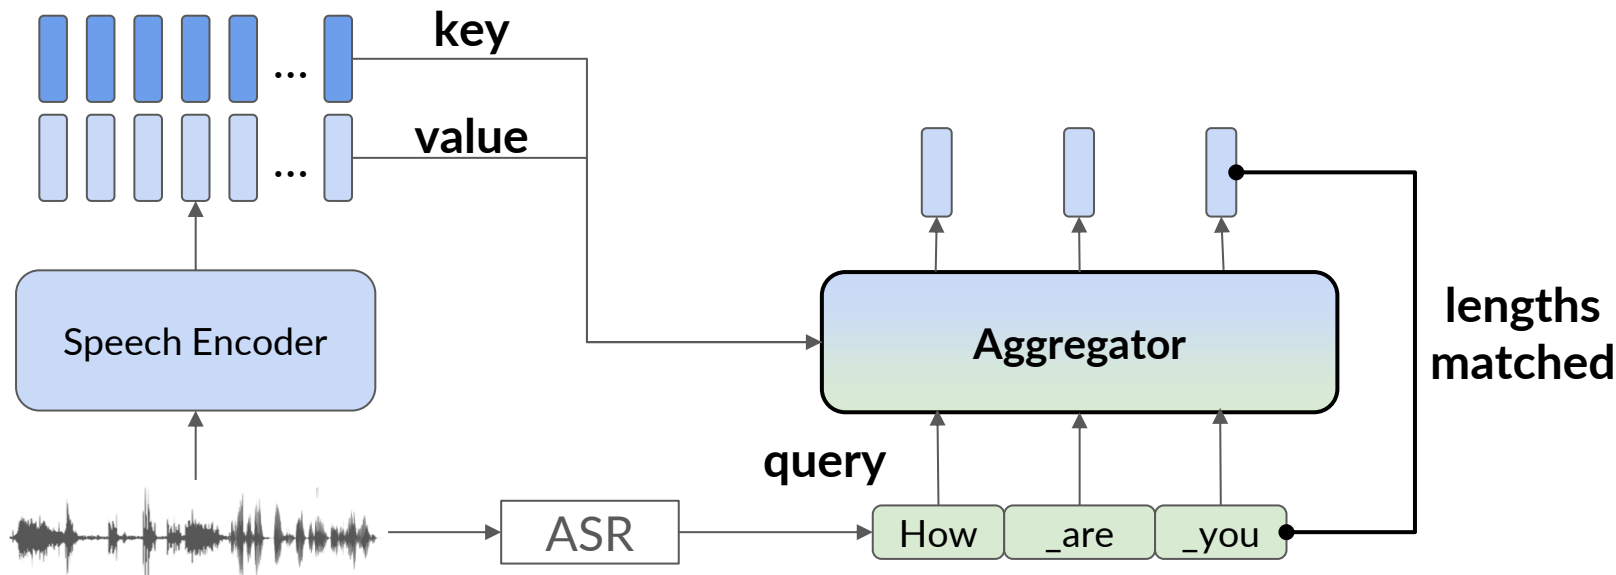 key
...
value
...
Speech Encoder
Aggregator
lengths
matched
query
ASR
How _are _you